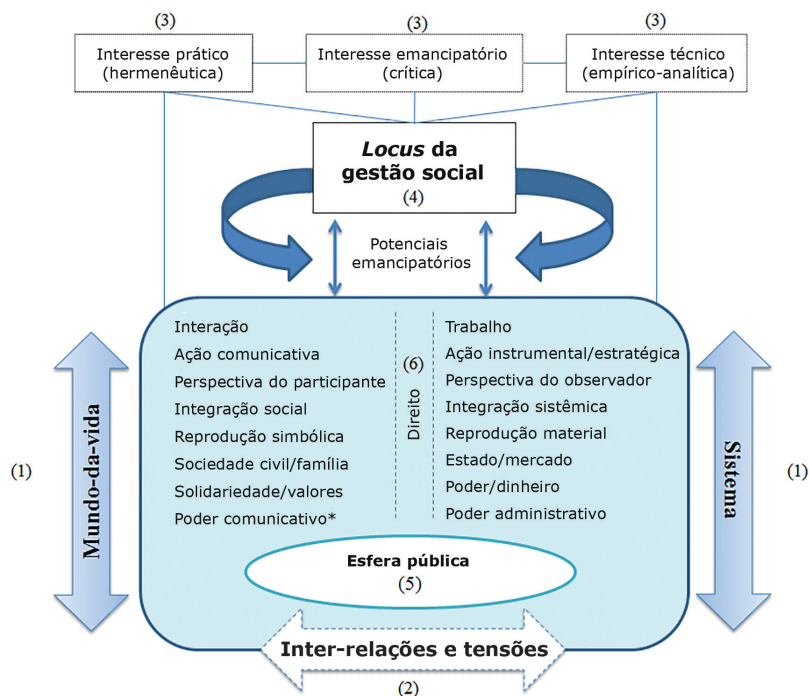 (3)
(3)
(3)
Interesse prático
(hermenêutica)
Interesse emancipatório
(crítica)
Interesse técnico
(empírico-analítica)
Locus da
gestão social
(4)
Potenciais
emancipatórios
Interação
Ação comunicativa
Perspectiva do participante
Integração social
Reprodução simbólica
Sociedade civil/família
Solidariedade/valores
Poder comunicativo*
(6)
Direito
Trabalho
Ação instrumental/estratégica
Perspectiva do observador
Integração sistêmica
Reprodução material
Estado/mercado
Poder/dinheiro
Poder administrativo
(1)
Mundo-da-vida
Sistema
(1)
Esfera pública
(5)
Inter-relações e tensões
(2)